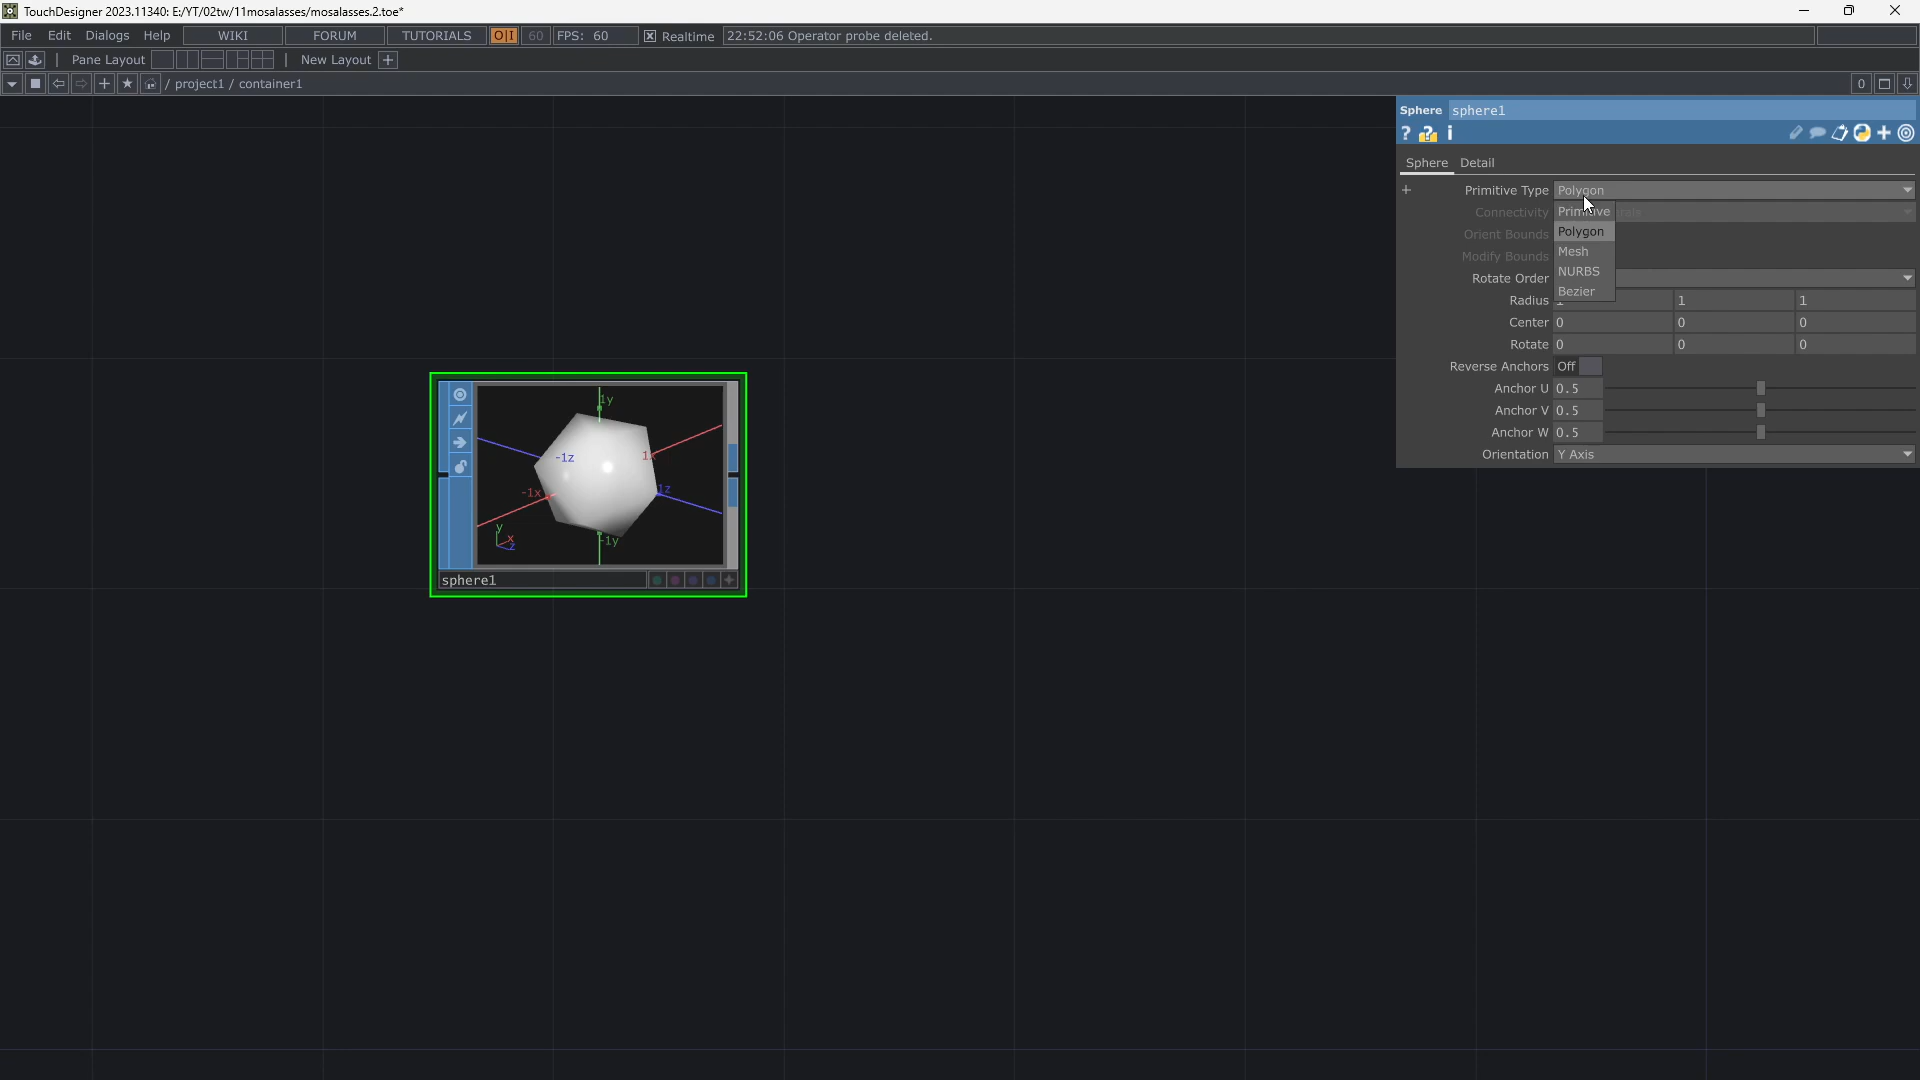 TouchDesigner 2023.11340: E:/YT/02tw/11mosalasses/mosalasses.2.toe*
File Edit Dialogs Help WIKI FORUM TUTORIALS O|I 60 FPS: 60 Realtime 22:52:06 Operator probe deleted.
Pane Layout New Layout +
/ project1 / container1 0
Sphere sphere1
? ? i
Sphere Detail
+ Primitive Type Polygon
Connectivity
Orient Bounds
Modify Bounds
Rotate Order
Primitive
Polygon
Mesh
NURBS
Bezier
Radius 1 1
Center 0 0 0
Rotate 0 0 0
Reverse Anchors Off
Anchor U 0.5
Anchor V 0.5
Anchor W 0.5
Orientation Y Axis
1y
-1z
1x
-1x
1z
-1y
y
x
z
sphere1